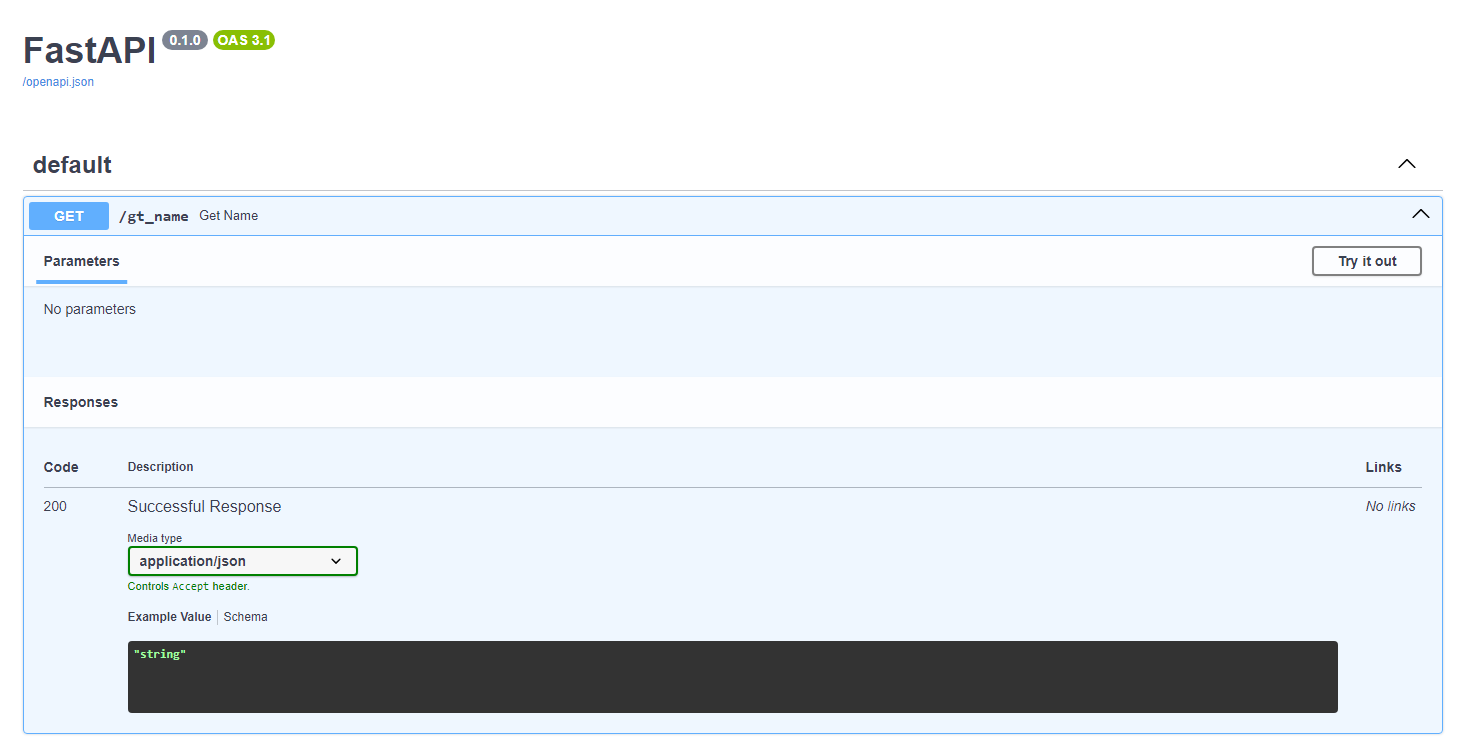 FastAPI 0.1.0 OAS 3.1
/openapi.json
default
GET /gt_name Get Name
Parameters Try it out
No parameters
Responses
Code Description Links
200 Successful Response No links
Media type
application/json
Controls Accept header.
Example Value Schema
"string"